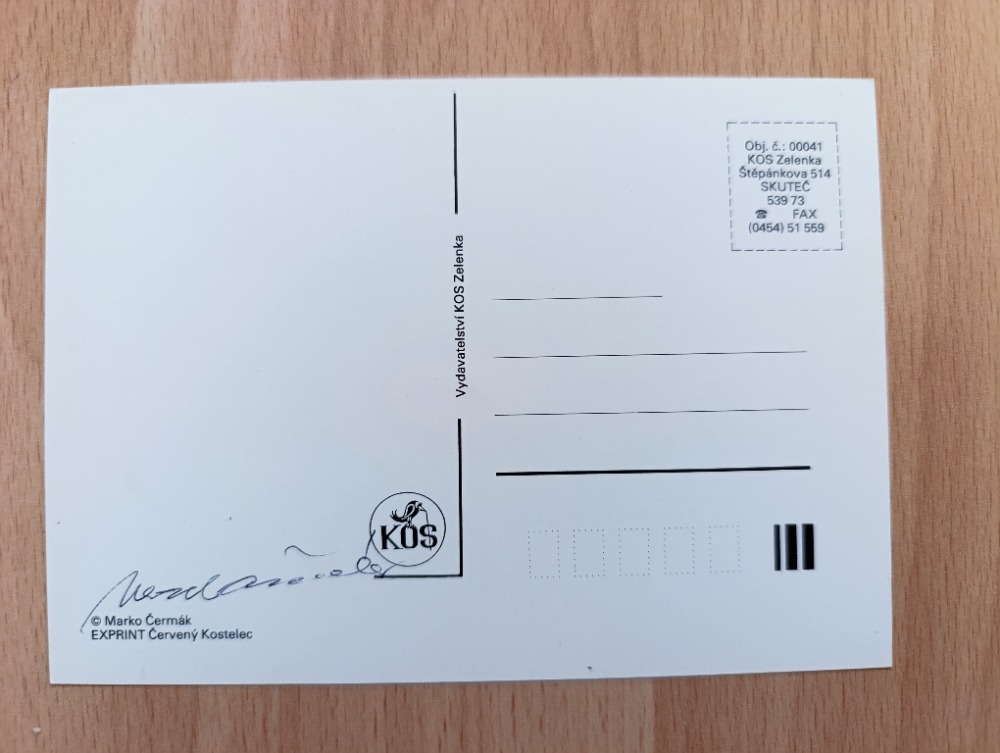 Obj. č.: 00041
KOS Zelenka
Štěpánkova 514
SKUTEČ
539 73
☎ FAX
(0454) 51 559
Vydavatelství KOS Zelenka
KOS
© Marko Čermák
EXPRINT Červený Kostelec